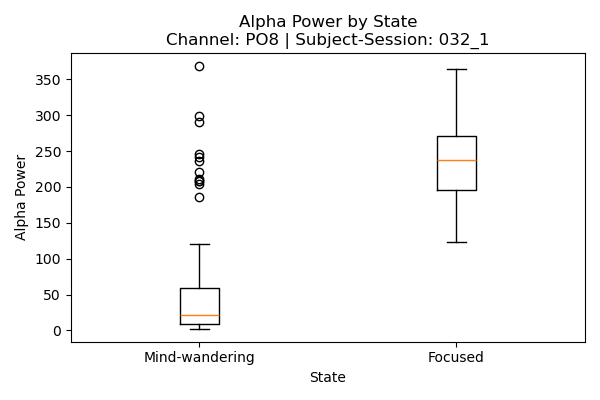 Alpha Power by State
Channel: PO8 | Subject-Session: 032_1
Alpha Power
350
300
250
200
150
100
50
0
Mind-wandering
Focused
State